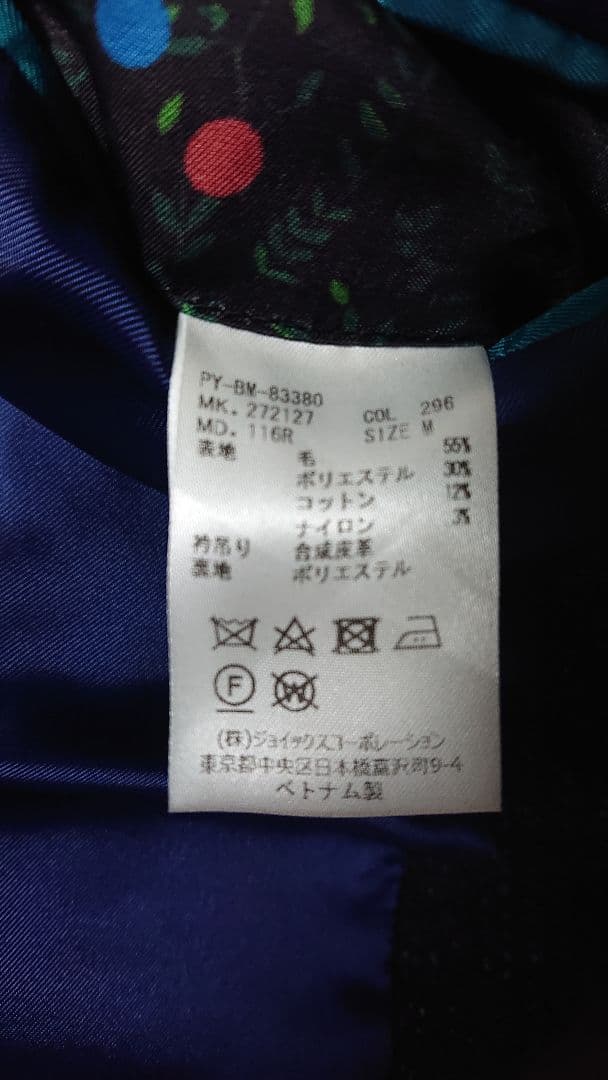 PY-BM-83380
MK. 272127 COL 296
MD. 116R SIZE M
表地 毛 55%
ポリエステル 30%
コットン 12%
ナイロン 3%
衿吊り 合成皮革
裏地 ポリエステル
F
W
(株)ジョイックスコーポレーション
東京都中央区日本橋富沢町9-4
ベトナム製